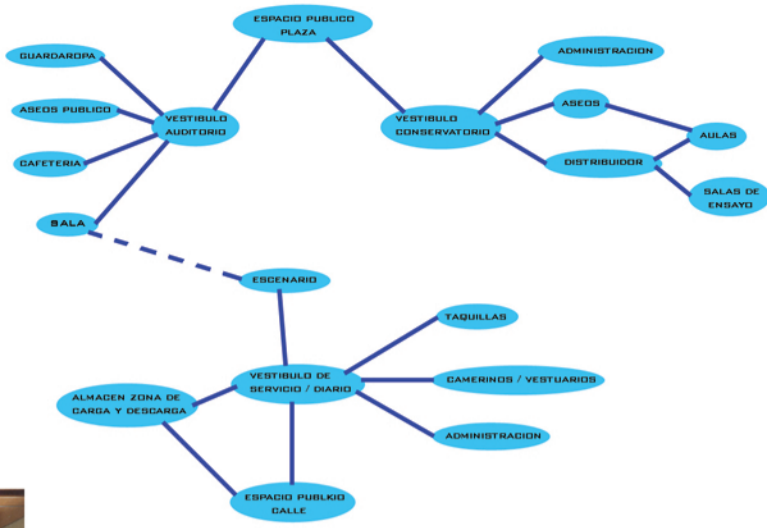 ESPACIO PUBLICO
PLAZA
GUARDAROPA
ADMINISTRACION
ASEOS PUBLICO
ASEOS
VESTIBULO
AUDITORIO
VESTIBULO
CONSERVATORIO
AULAS
CAFETERIA
DISTRIBUIDOR
SALAS DE
ENSAYO
SALA
ESCENARIO
TAQUILLAS
VESTIBULO DE
SERVICIO / DIARIO
CAMERINOS / VESTUARIOS
ALMACEN ZONA DE
CARGA Y DESCARGA
ADMINISTRACION
ESPACIO PUBLKIO
CALLE